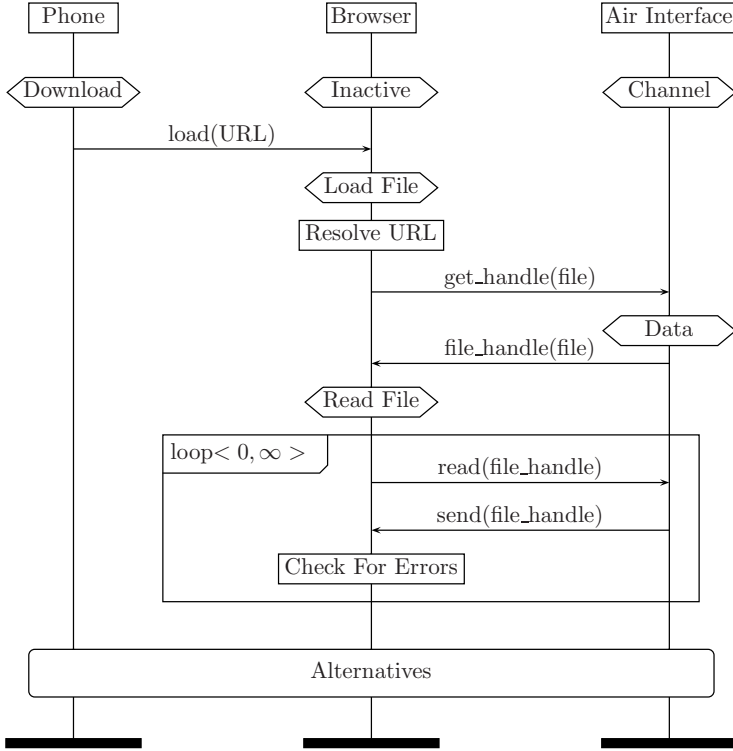 Phone
Browser
Air Interface
Download
Inactive
Channel
load(URL)
Load File
Resolve URL
get_handle(file)
Data
file_handle(file)
Read File
loop< 0, ∞ >
read(file_handle)
send(file_handle)
Check For Errors
Alternatives